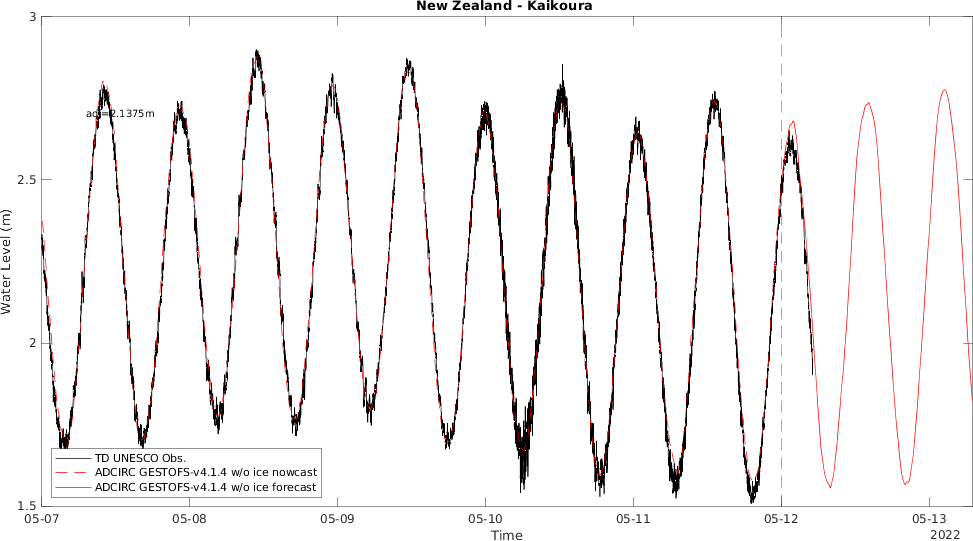 New Zealand - Kaikoura
3
2.5
2
1.5
Water Level (m)
adj=2.1375m
TD UNESCO Obs.
ADCIRC GESTOFS-v4.1.4 w/o ice nowcast
ADCIRC GESTOFS-v4.1.4 w/o ice forecast
05-07
05-08
05-09
05-10
05-11
05-12
05-13
Time
2022